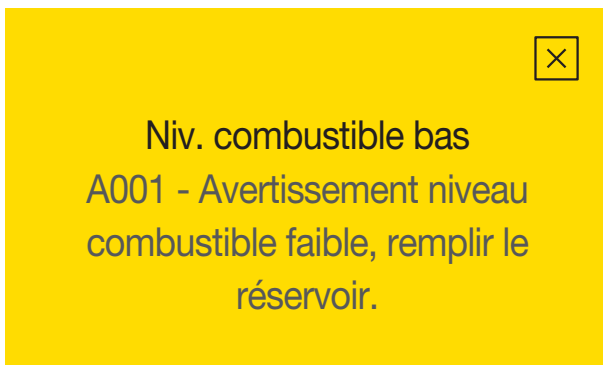 Niv. combustible bas
A001 - Avertissement niveau
combustible faible, remplir le
réservoir.